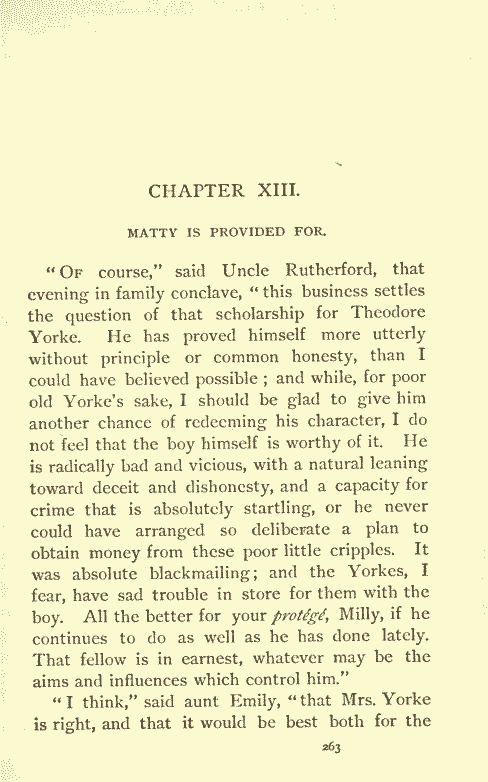 CHAPTER XIII.
MATTY IS PROVIDED FOR.
“OF course,” said Uncle Rutherford, that
evening in family conclave, “this business settles
the question of that scholarship for Theodore
Yorke. He has proved himself more utterly
without principle or common honesty, than I
could have believed possible; and while, for poor
old Yorke's sake, I should be glad to give him
another chance of redeeming his character, I do
not feel that the boy himself is worthy of it. He
is radically bad and vicious, with a natural leaning
toward deceit and dishonesty, and a capacity for
crime that is absolutely startling, or he never
could have arranged so deliberate a plan to
obtain money from these poor little cripples. It
was absolute blackmailing; and the Yorkes, I
fear, have sad trouble in store for them with the
boy. All the better for your protégé, Milly, if he
continues to do as well as he has done lately.
That fellow is in earnest, whatever may be the
aims and influences which control him.”
“I think,” said aunt Emily, “that Mrs. Yorke
is right, and that it would be best both for the
263